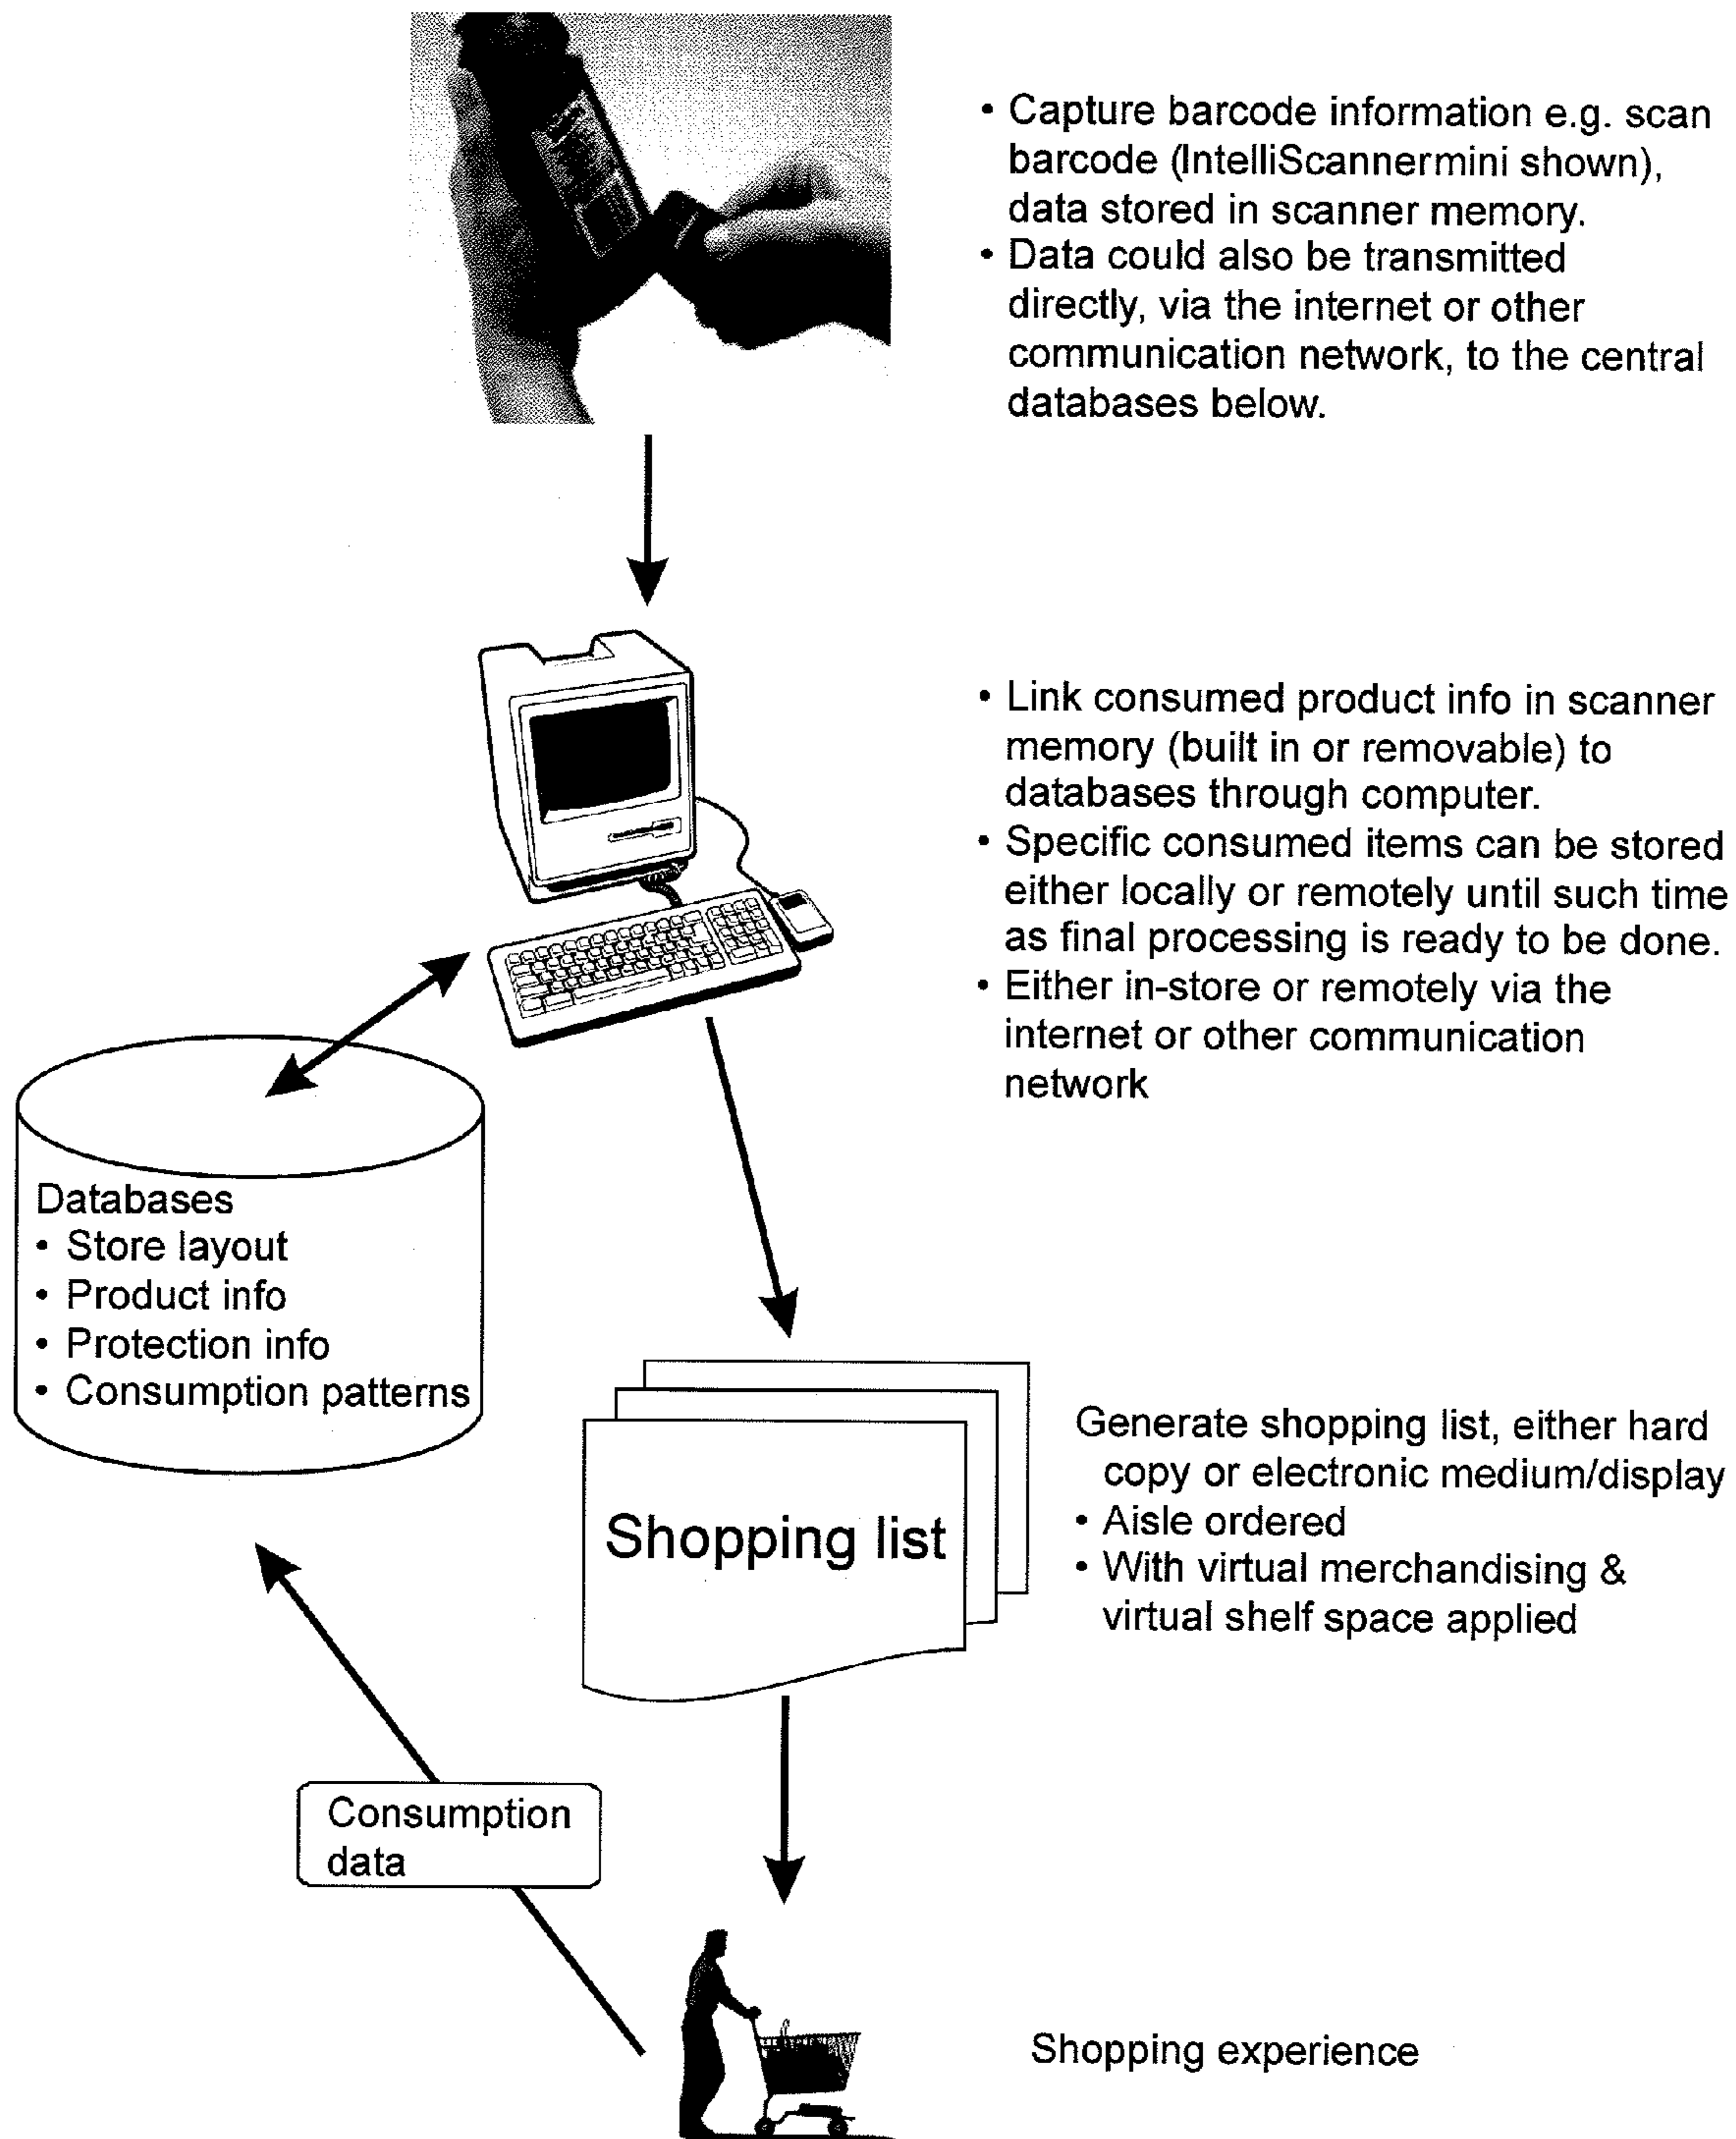 • Capture barcode information e.g. scan
barcode (IntelliScannermini shown),
data stored in scanner memory.
• Data could also be transmitted
directly, via the internet or other
communication network, to the central
databases below.
• Link consumed product info in scanner
memory (built in or removable) to
databases through computer.
• Specific consumed items can be stored
either locally or remotely until such time
as final processing is ready to be done.
• Either in-store or remotely via the
internet or other communication
network
Databases
• Store layout
• Product info
• Protection info
• Consumption patterns
Shopping list
Generate shopping list, either hard
copy or electronic medium/display
• Aisle ordered
• With virtual merchandising &
virtual shelf space applied
Consumption
data
Shopping experience